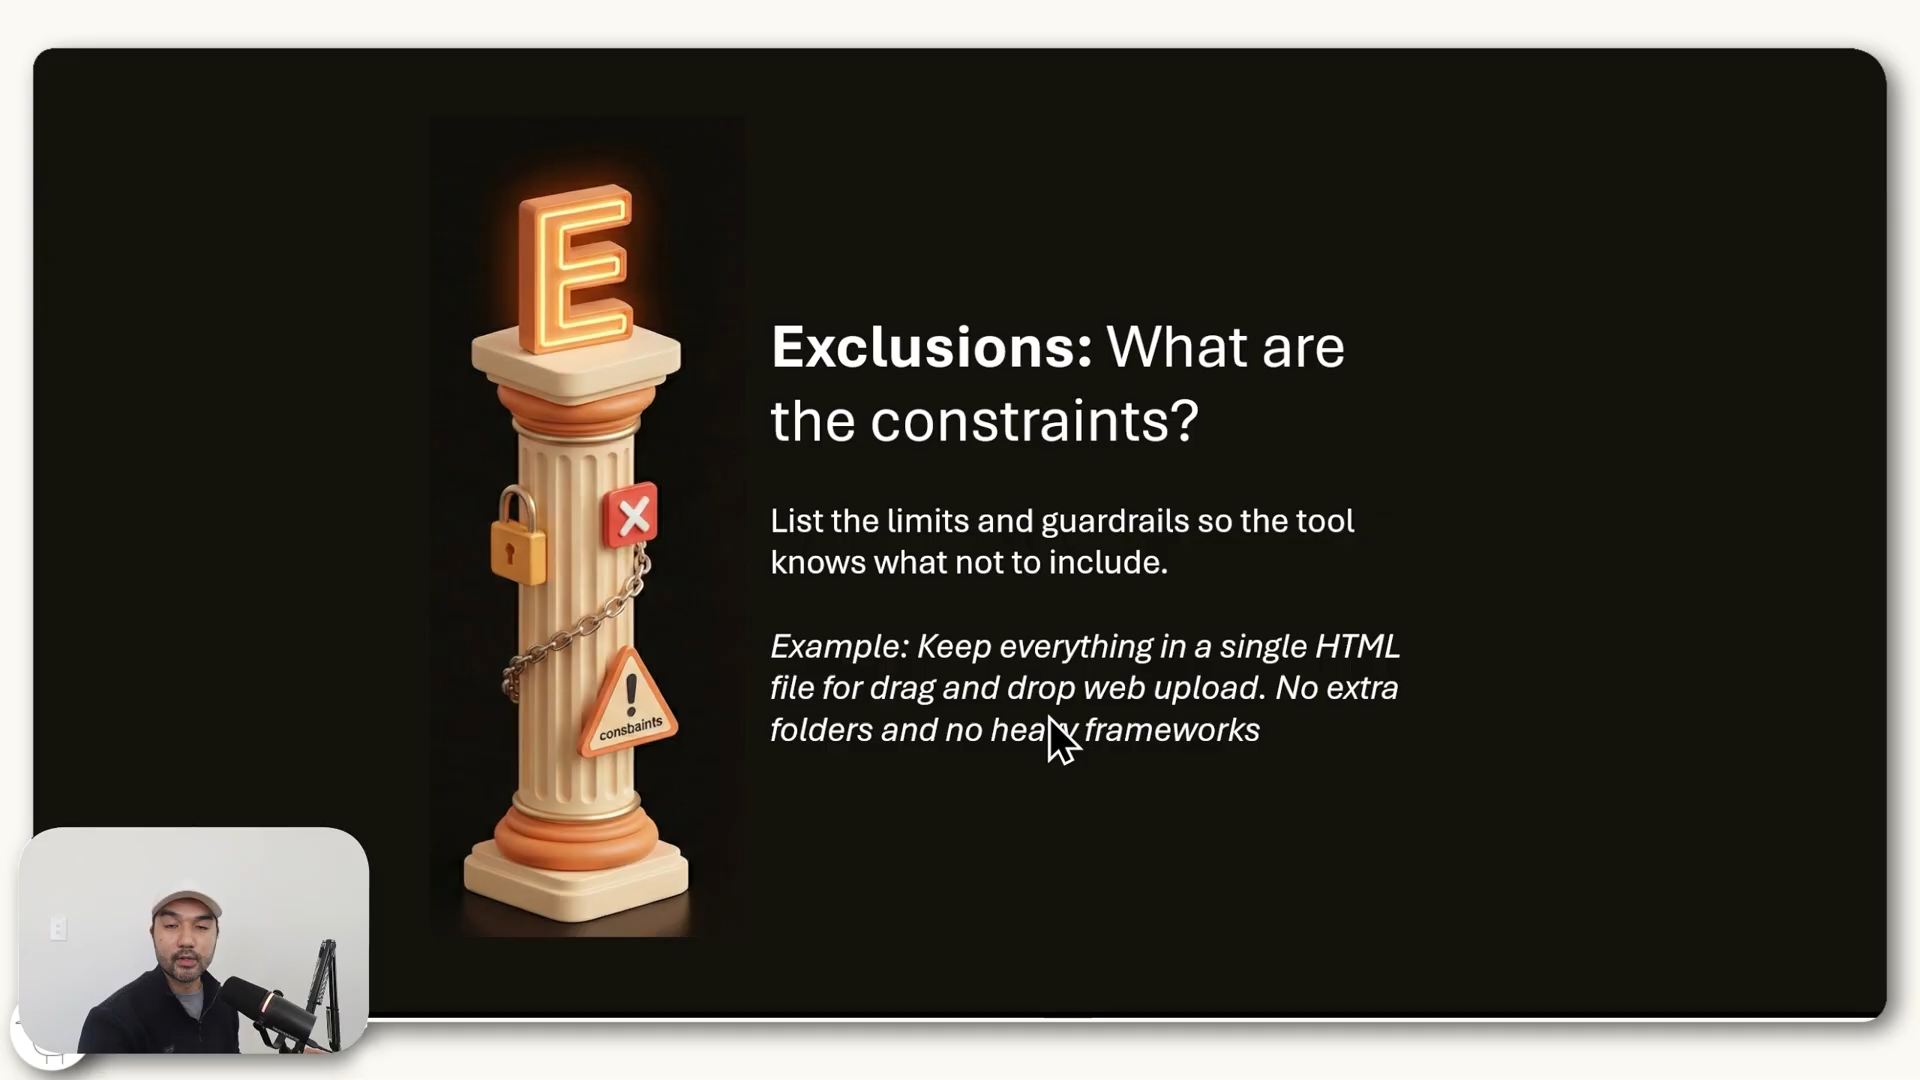 E
Exclusions: What are
the constraints?
List the limits and guardrails so the tool
knows what not to include.
Example: Keep everything in a single HTML
file for drag and drop web upload. No extra
folders and no heavy frameworks
!
consbaints